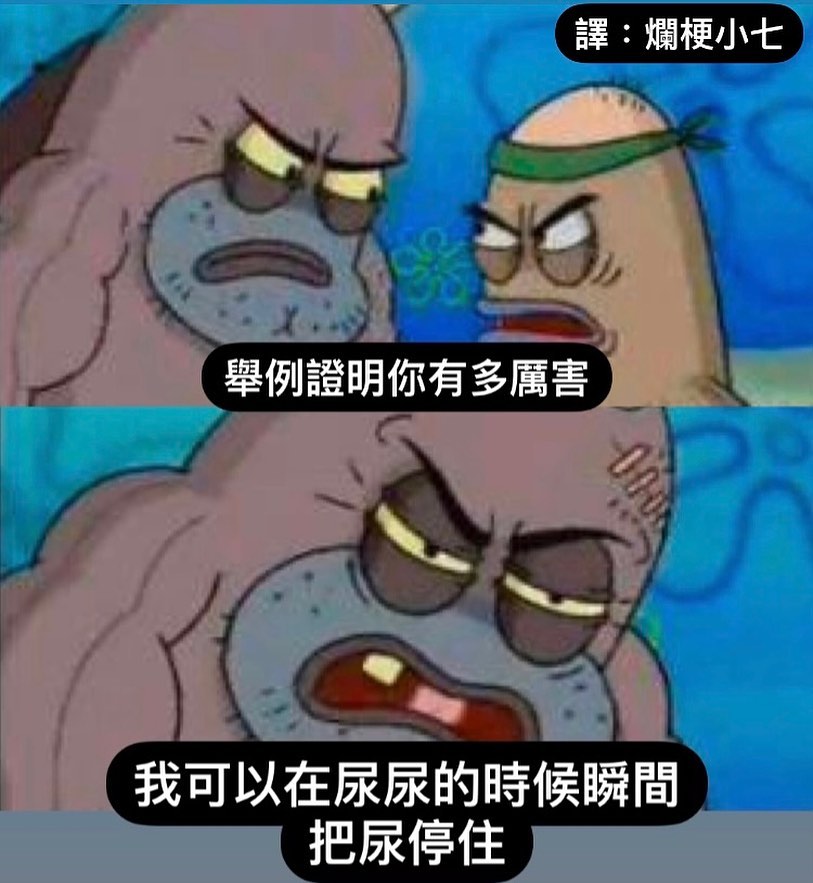 譯：爛梗小七
舉例證明你有多厲害
我可以在尿尿的時候瞬間
把尿停住